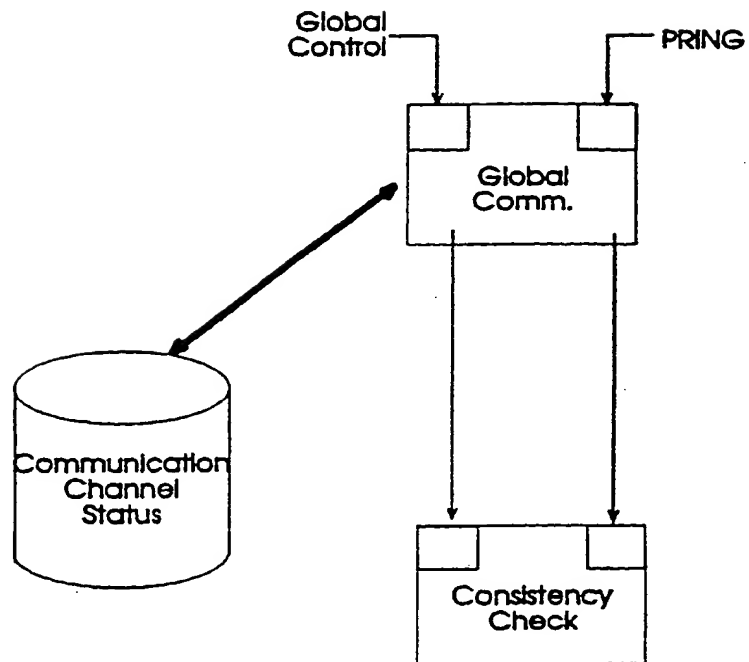 Global
Control
PRING
Global
Comm.
Communication
Channel
Status
Consistency
Check